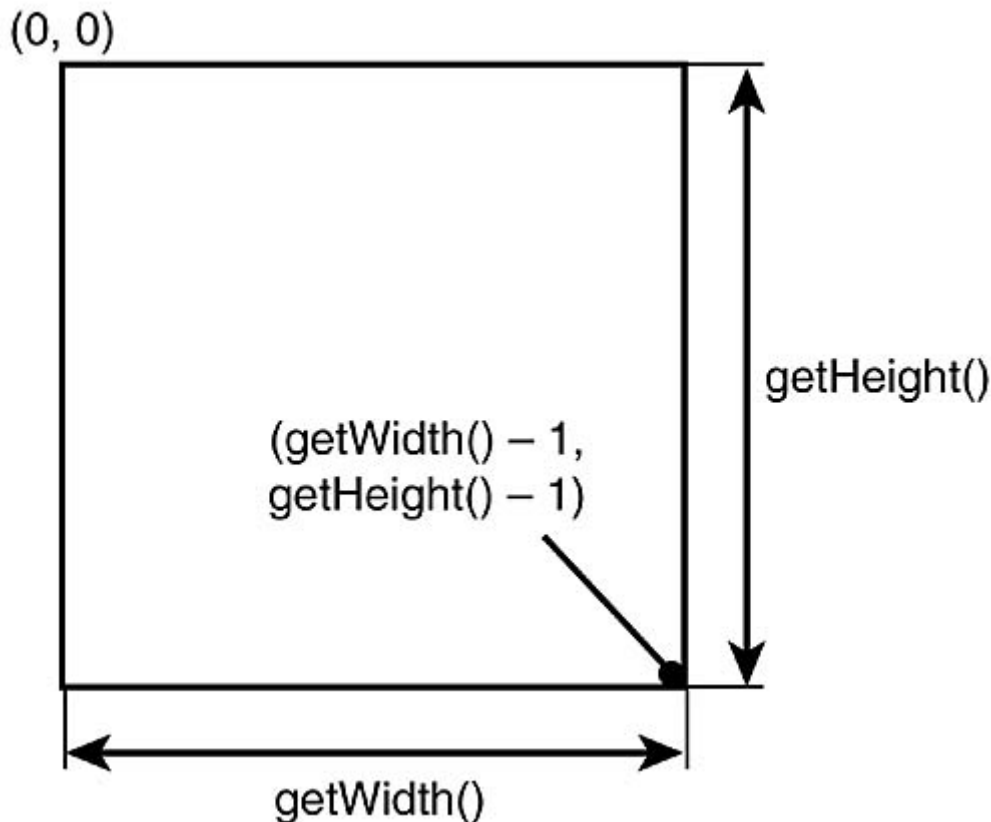 (0, 0)
getHeight()
(getWidth() – 1,
getHeight() – 1)
getWidth()